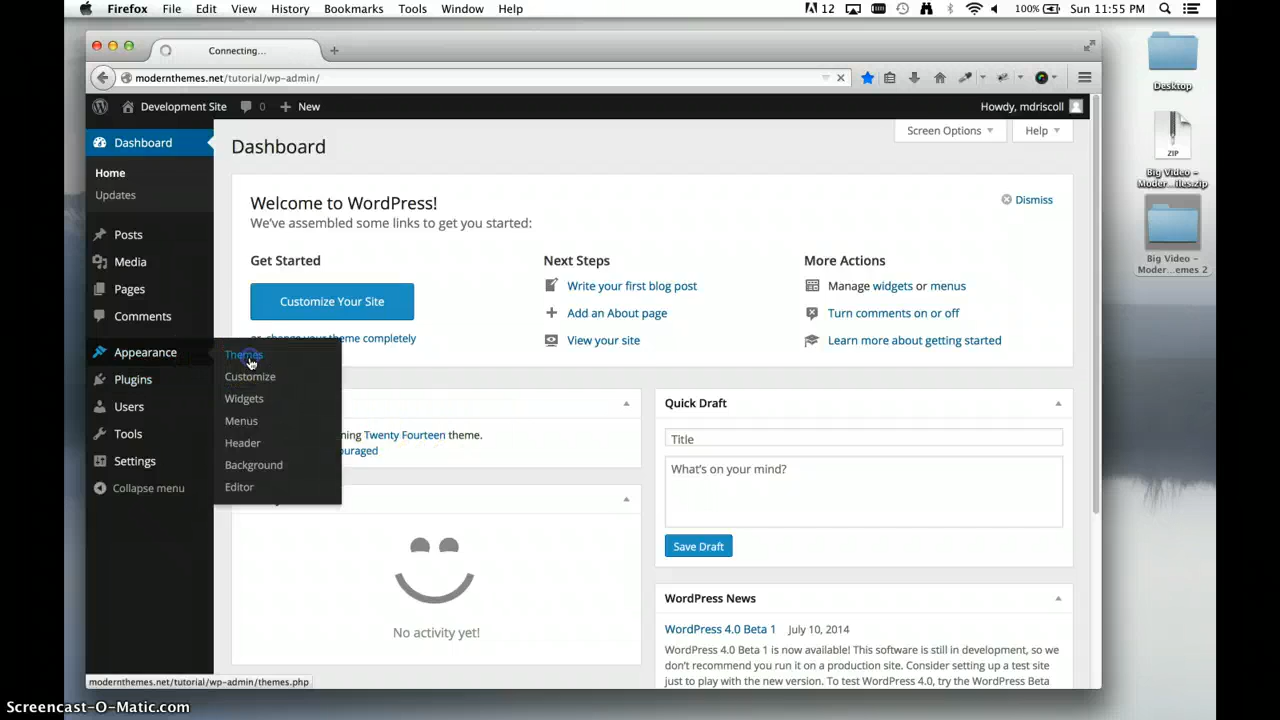 Firefox File Edit View History Bookmarks Tools Window Help
12 100% Sun 11:55 PM
Connecting...
modernthemes.net/tutorial/wp-admin/
Development Site 0 New
Howdy, mdriscoll
Dashboard
Home
Updates
Posts
Media
Pages
Comments
Appearance
Plugins
Users
Tools
Settings
Collapse menu
Themes
Customize
Widgets
Menus
Header
Background
Editor
Screen Options
Help
Dashboard
Welcome to WordPress!
We've assembled some links to get you started:
Dismiss
Get Started
Customize Your Site
or, change your theme completely
Next Steps
Write your first blog post
Add an About page
View your site
More Actions
Manage widgets or menus
Turn comments on or off
Learn more about getting started
ning Twenty Fourteen theme.
ouraged
No activity yet!
Quick Draft
Title
What's on your mind?
Save Draft
WordPress News
WordPress 4.0 Beta 1 July 10, 2014
WordPress 4.0 Beta 1 is now available! This software is still in development, so we
don't recommend you run it on a production site. Consider setting up a test site
just to play with the new version. To test WordPress 4.0, try the WordPress Beta
modernthemes.net/tutorial/wp-admin/themes.php
Desktop
ZIP
Big Video –
Moder...iles.zip
Big Video –
Moder...emes 2
Screencast-O-Matic.com